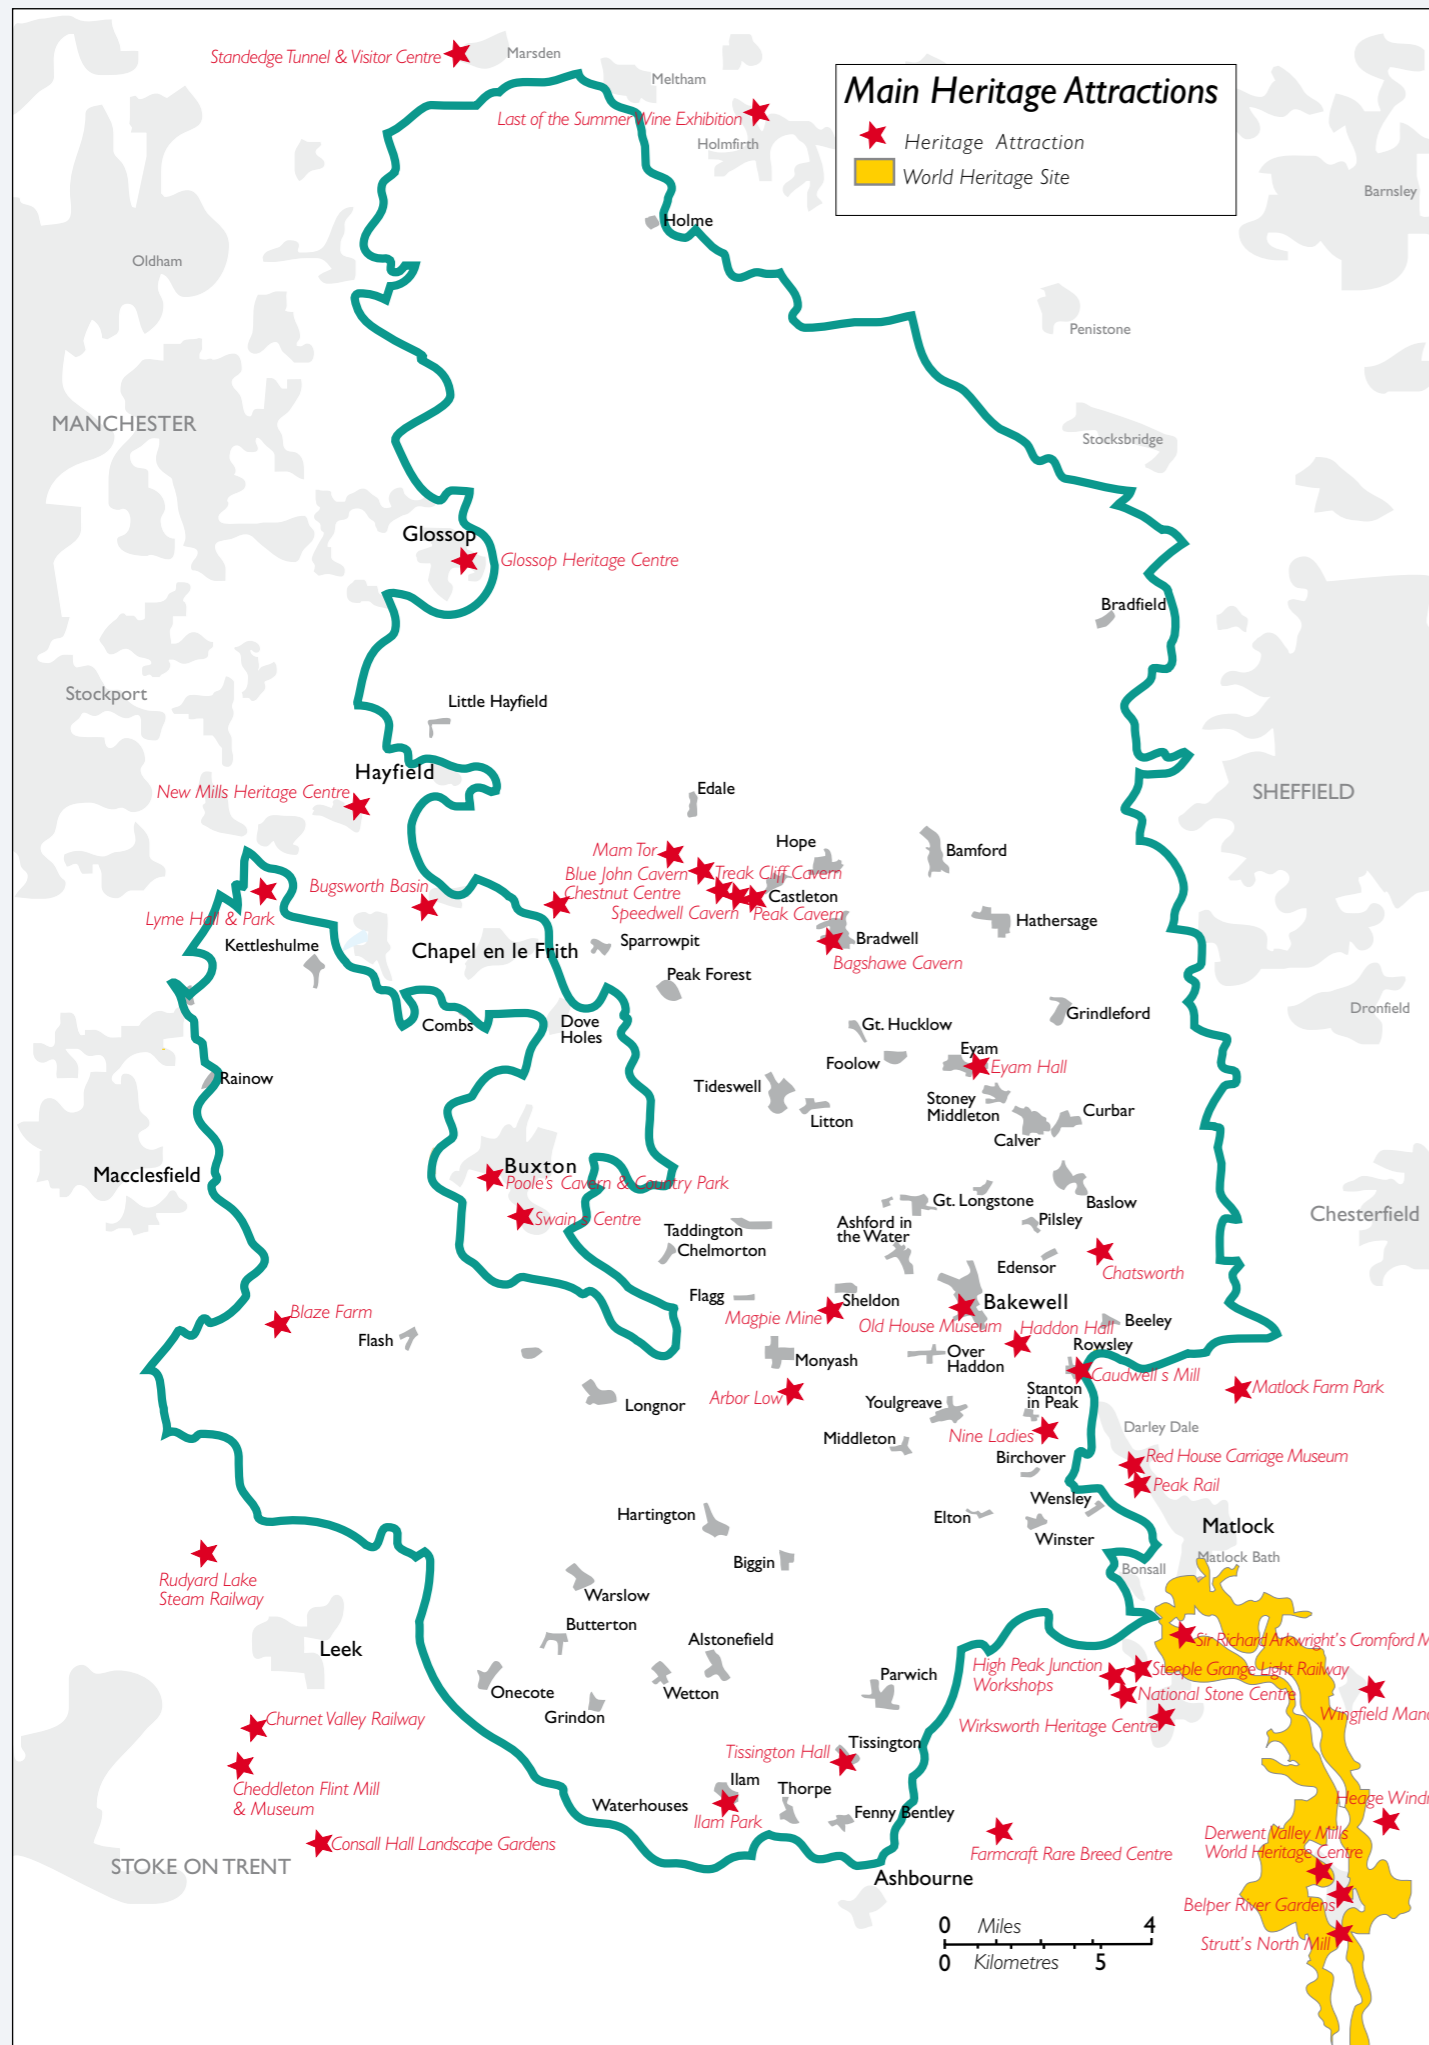 Standedge Tunnel & Visitor Centre
Marsden
Meltham
Main Heritage Attractions
Heritage Attraction
World Heritage Site
Last of the Summer Wine Exhibition
Holmfirth
Barnsley
Holme
Oldham
Penistone
MANCHESTER
Stocksbridge
Glossop
Glossop Heritage Centre
Bradfield
Stockport
Little Hayfield
Hayfield
New Mills Heritage Centre
Edale
SHEFFIELD
Mam Tor
Hope
Bamford
Blue John Cavern
Treak Cliff Cavern
Bugsworth Basin
Chestnut Centre
Castleton
Speedwell Cavern
Peak Cavern
Lyme Hall & Park
Hathersage
Kettleshulme
Chapel en le Frith
Sparrowpit
Bradwell
Bagshawe Cavern
Peak Forest
Dronfield
Grindleford
Combs
Dove
Holes
Gt. Hucklow
Foolow
Eyam
Eyam Hall
Rainow
Tideswell
Stoney
Middleton
Litton
Curbar
Calver
Macclesfield
Buxton
Poole's Cavern & Country Park
Swain s Centre
Gt. Longstone
Baslow
Chesterfield
Taddington
Ashford in
the Water
Pilsley
Chelmorton
Edensor
Chatsworth
Flagg
Sheldon
Bakewell
Blaze Farm
Magpie Mine
Old House Museum
Haddon Hall
Beeley
Flash
Rowsley
Monyash
Over
Haddon
Caudwell s Mill
Matlock Farm Park
Arbor Low
Stanton
in Peak
Longnor
Youlgreave
Darley Dale
Middleton
Nine Ladies
Birchover
Red House Carriage Museum
Peak Rail
Wensley
Hartington
Elton
Winster
Matlock
Matlock Bath
Biggin
Bonsall
Rudyard Lake
Steam Railway
Warslow
Butterton
Leek
Alstonefield
Sir Richard Arkwright's Cromford M
High Peak Junction
Workshops
Steeple Grange Light Railway
Parwich
Onecote
Wetton
National Stone Centre
Grindon
Wingfield Man
Churnet Valley Railway
Wirksworth Heritage Centre
Tissington Hall
Tissington
Cheddleton Flint Mill
& Museum
Ilam
Thorpe
Waterhouses
Ilam Park
Fenny Bentley
Heage Wind
Derwent Valley Mills
World Heritage Centre
Consall Hall Landscape Gardens
Farmcraft Rare Breed Centre
STOKE ON TRENT
Ashbourne
Belper River Gardens
0 Miles 4
Strutt's North Mill
0 Kilometres 5